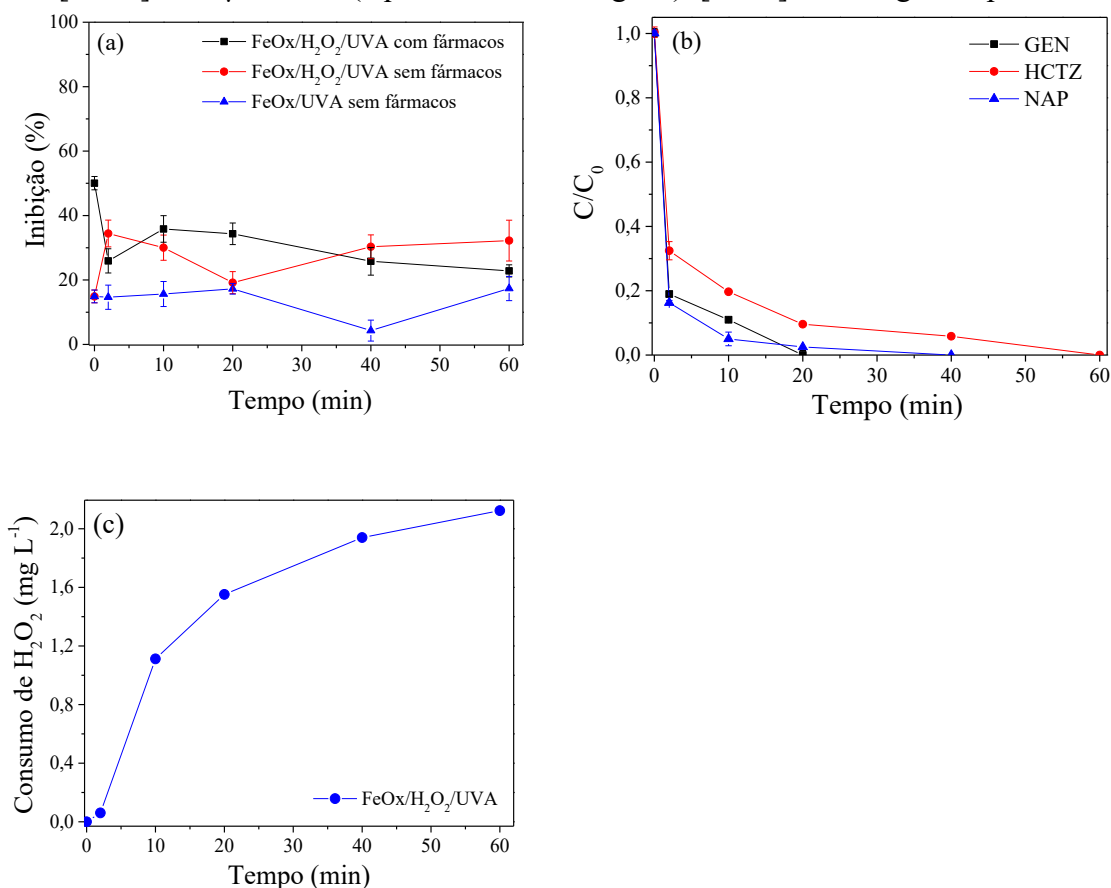 (a)
FeOx/H₂O₂/UVA com fármacos
FeOx/H₂O₂/UVA sem fármacos
FeOx/UVA sem fármacos
Inibição (%)
100
80
60
40
20
0
0 10 20 30 40 50 60
Tempo (min)
(b)
GEN
HCTZ
NAP
C/C₀
1,0
0,8
0,6
0,4
0,2
0,0
0 10 20 30 40 50 60
Tempo (min)
(c)
Consumo de H₂O₂ (mg L⁻¹)
2,0
1,6
1,2
0,8
0,4
0,0
FeOx/H₂O₂/UVA
0 10 20 30 40 50 60
Tempo (min)